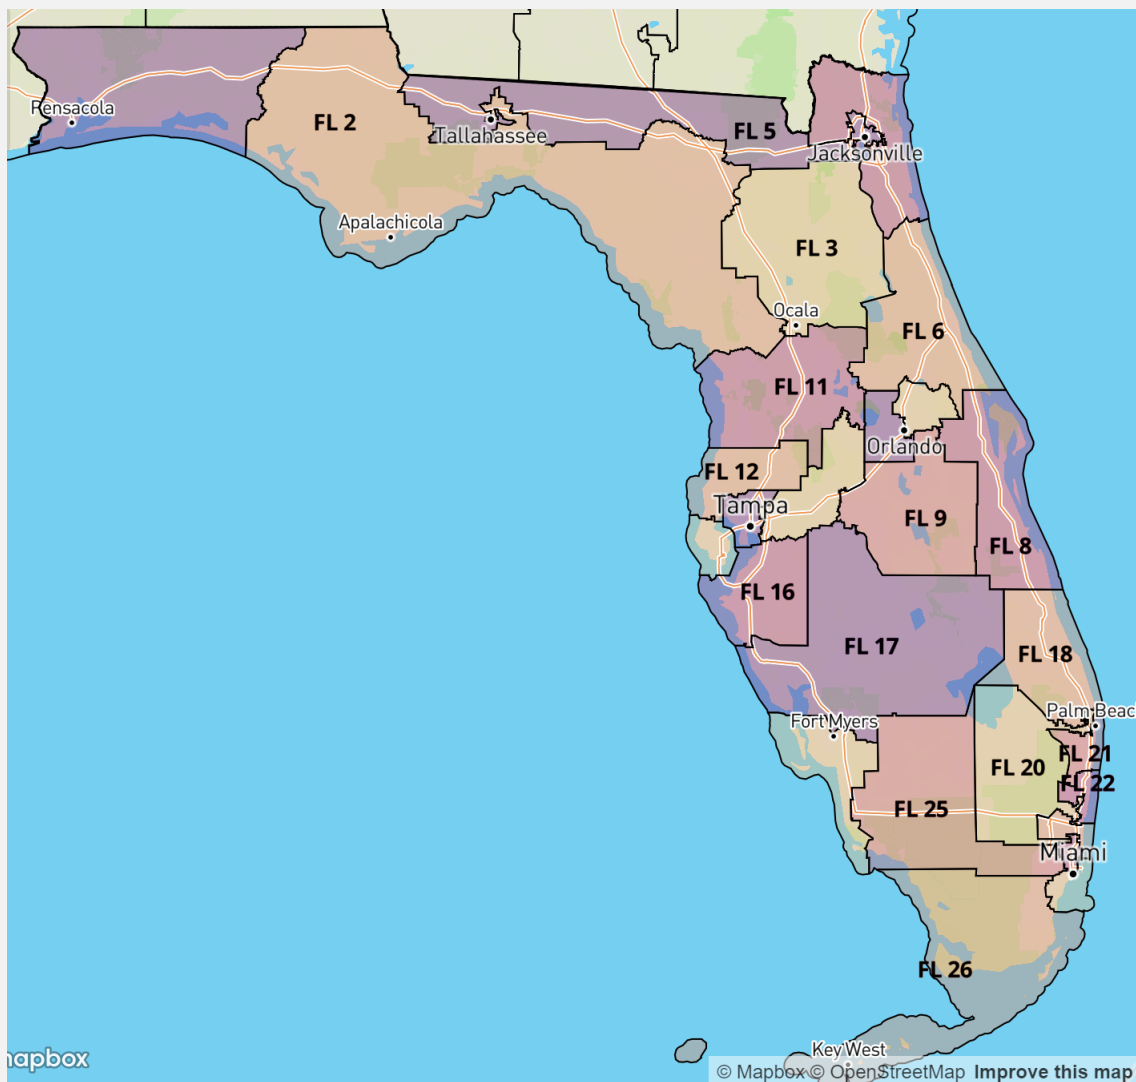 Pensacola
FL 2
Tallahassee
FL 5
Jacksonville
Apalachicola
FL 3
Ocala
FL 6
FL 11
Orlando
FL 12
Tampa
FL 9
FL 8
FL 16
FL 17
FL 18
Fort Myers
Palm Beac
FL 21
FL 20
FL 22
FL 25
Miami
FL 26
Key West
mapbox
© Mapbox © OpenStreetMap Improve this map